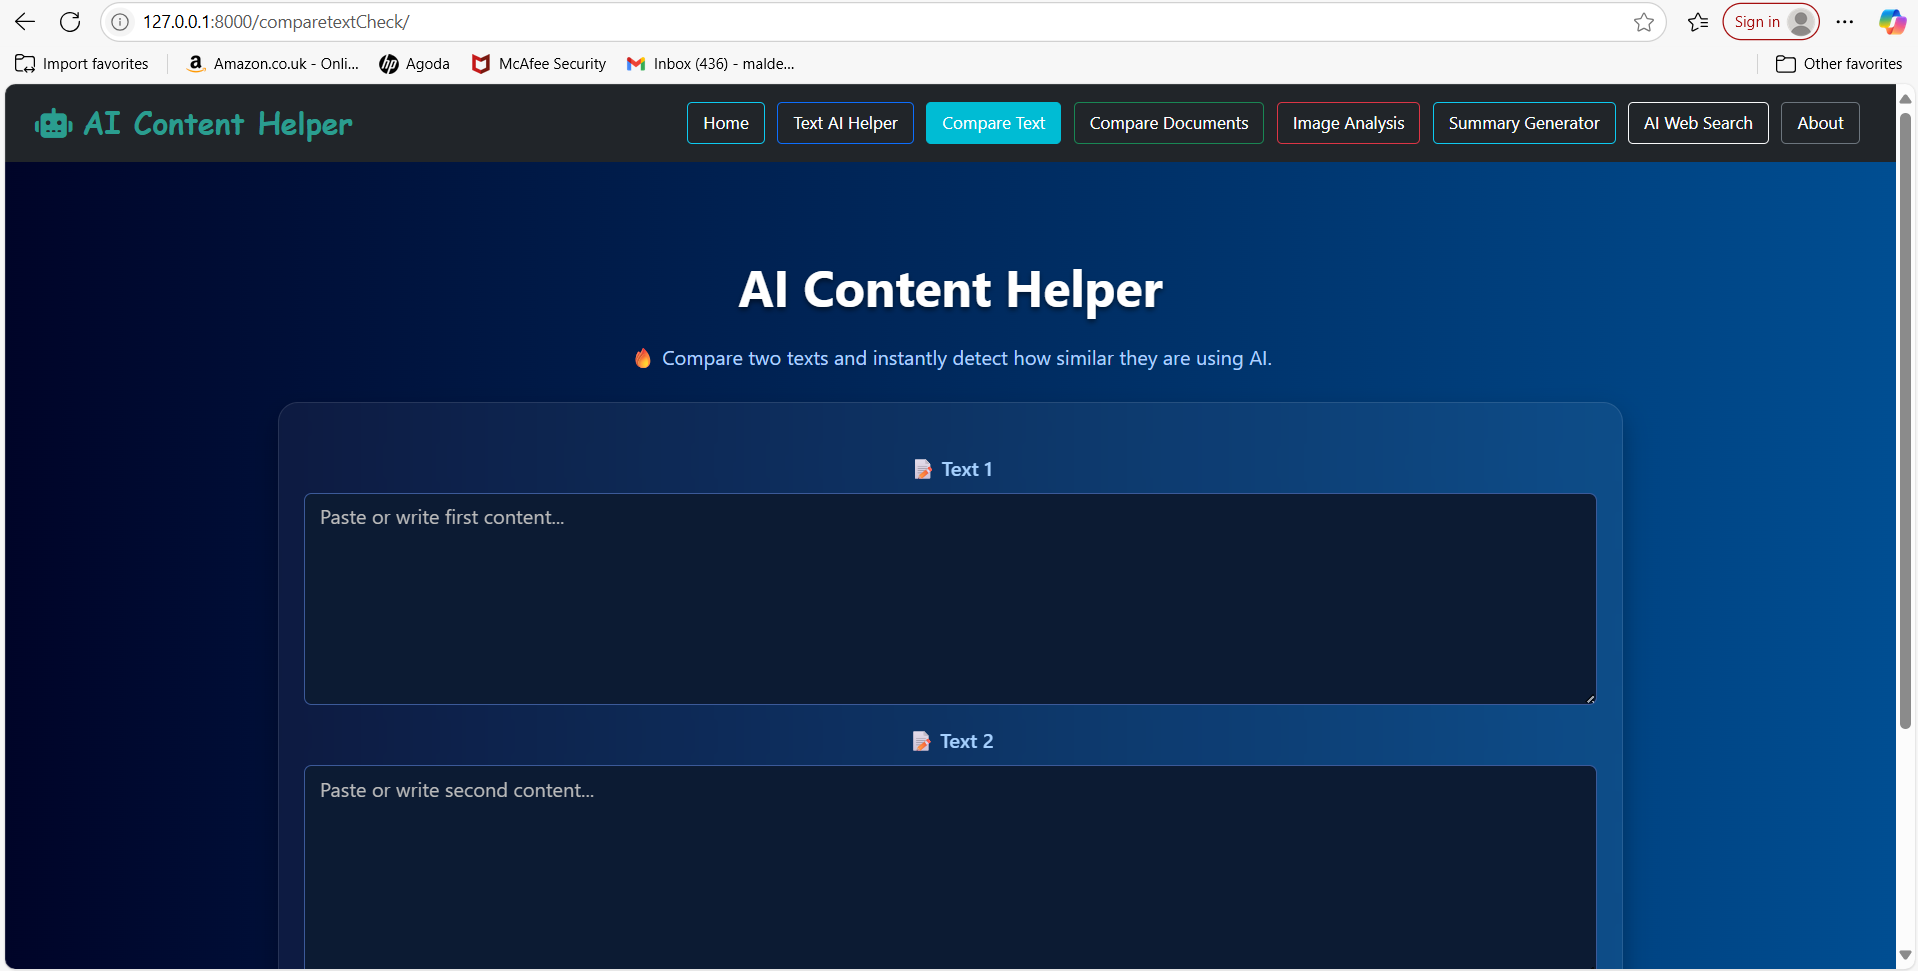 127.0.0.1:8000/comparetextCheck/
Sign in
Import favorites
Amazon.co.uk - Onli...
Agoda
McAfee Security
Inbox (436) - malde...
Other favorites
AI Content Helper
Home
Text AI Helper
Compare Text
Compare Documents
Image Analysis
Summary Generator
AI Web Search
About
AI Content Helper
🔥 Compare two texts and instantly detect how similar they are using AI.
📝 Text 1
Paste or write first content...
📝 Text 2
Paste or write second content...